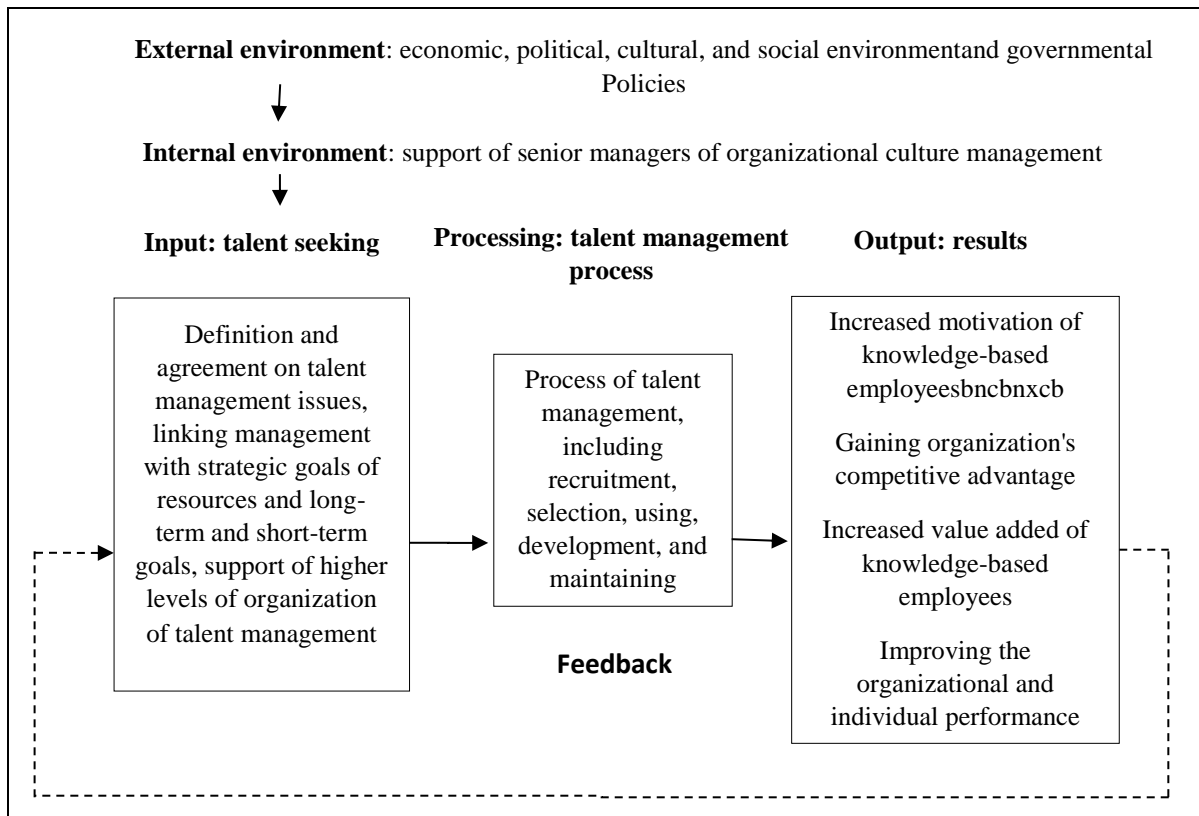 External environment: economic, political, cultural, and social environmentand governmental
Policies
Internal environment: support of senior managers of organizational culture management
Input: talent seeking
Processing: talent management
process
Output: results
Definition and
agreement on talent
management issues,
linking management
with strategic goals of
resources and long-
term and short-term
goals, support of higher
levels of organization
of talent management
Process of talent
management,
including
recruitment,
selection, using,
development, and
maintaining
Feedback
Increased motivation of
knowledge-based
employeesbncbnxcb
Gaining organization's
competitive advantage
Increased value added of
knowledge-based
employees
Improving the
organizational and
individual performance